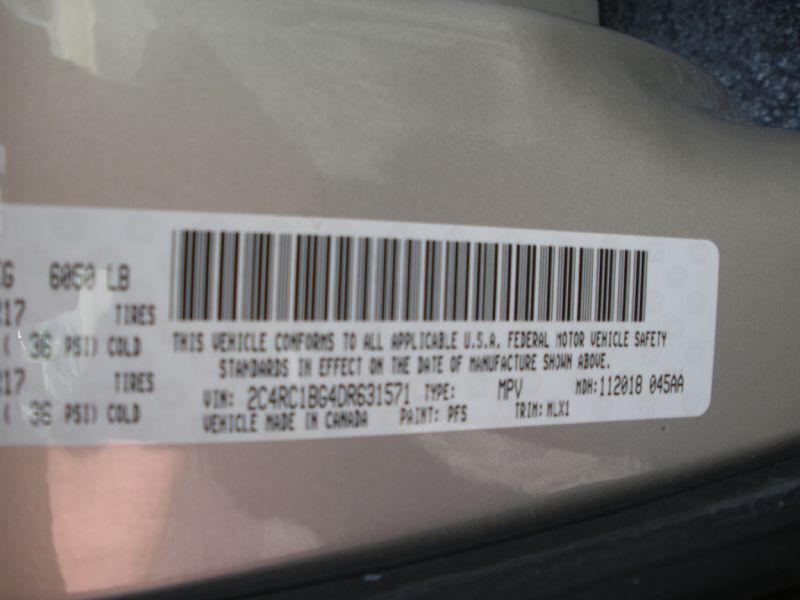 6050 LB
R17 TIRES
( 36 PSI) COLD
R17 TIRES
( 36 PSI) COLD
THIS VEHICLE CONFORMS TO ALL APPLICABLE U.S.A. FEDERAL MOTOR VEHICLE SAFETY
STANDARDS IN EFFECT ON THE DATE OF MANUFACTURE SHOWN ABOVE.
VIN: 2C4RC1BG4DR631571 TYPE: MPV MDH:112018 045AA
VEHICLE MADE IN CANADA PAINT: PFS TRIM: MLX1